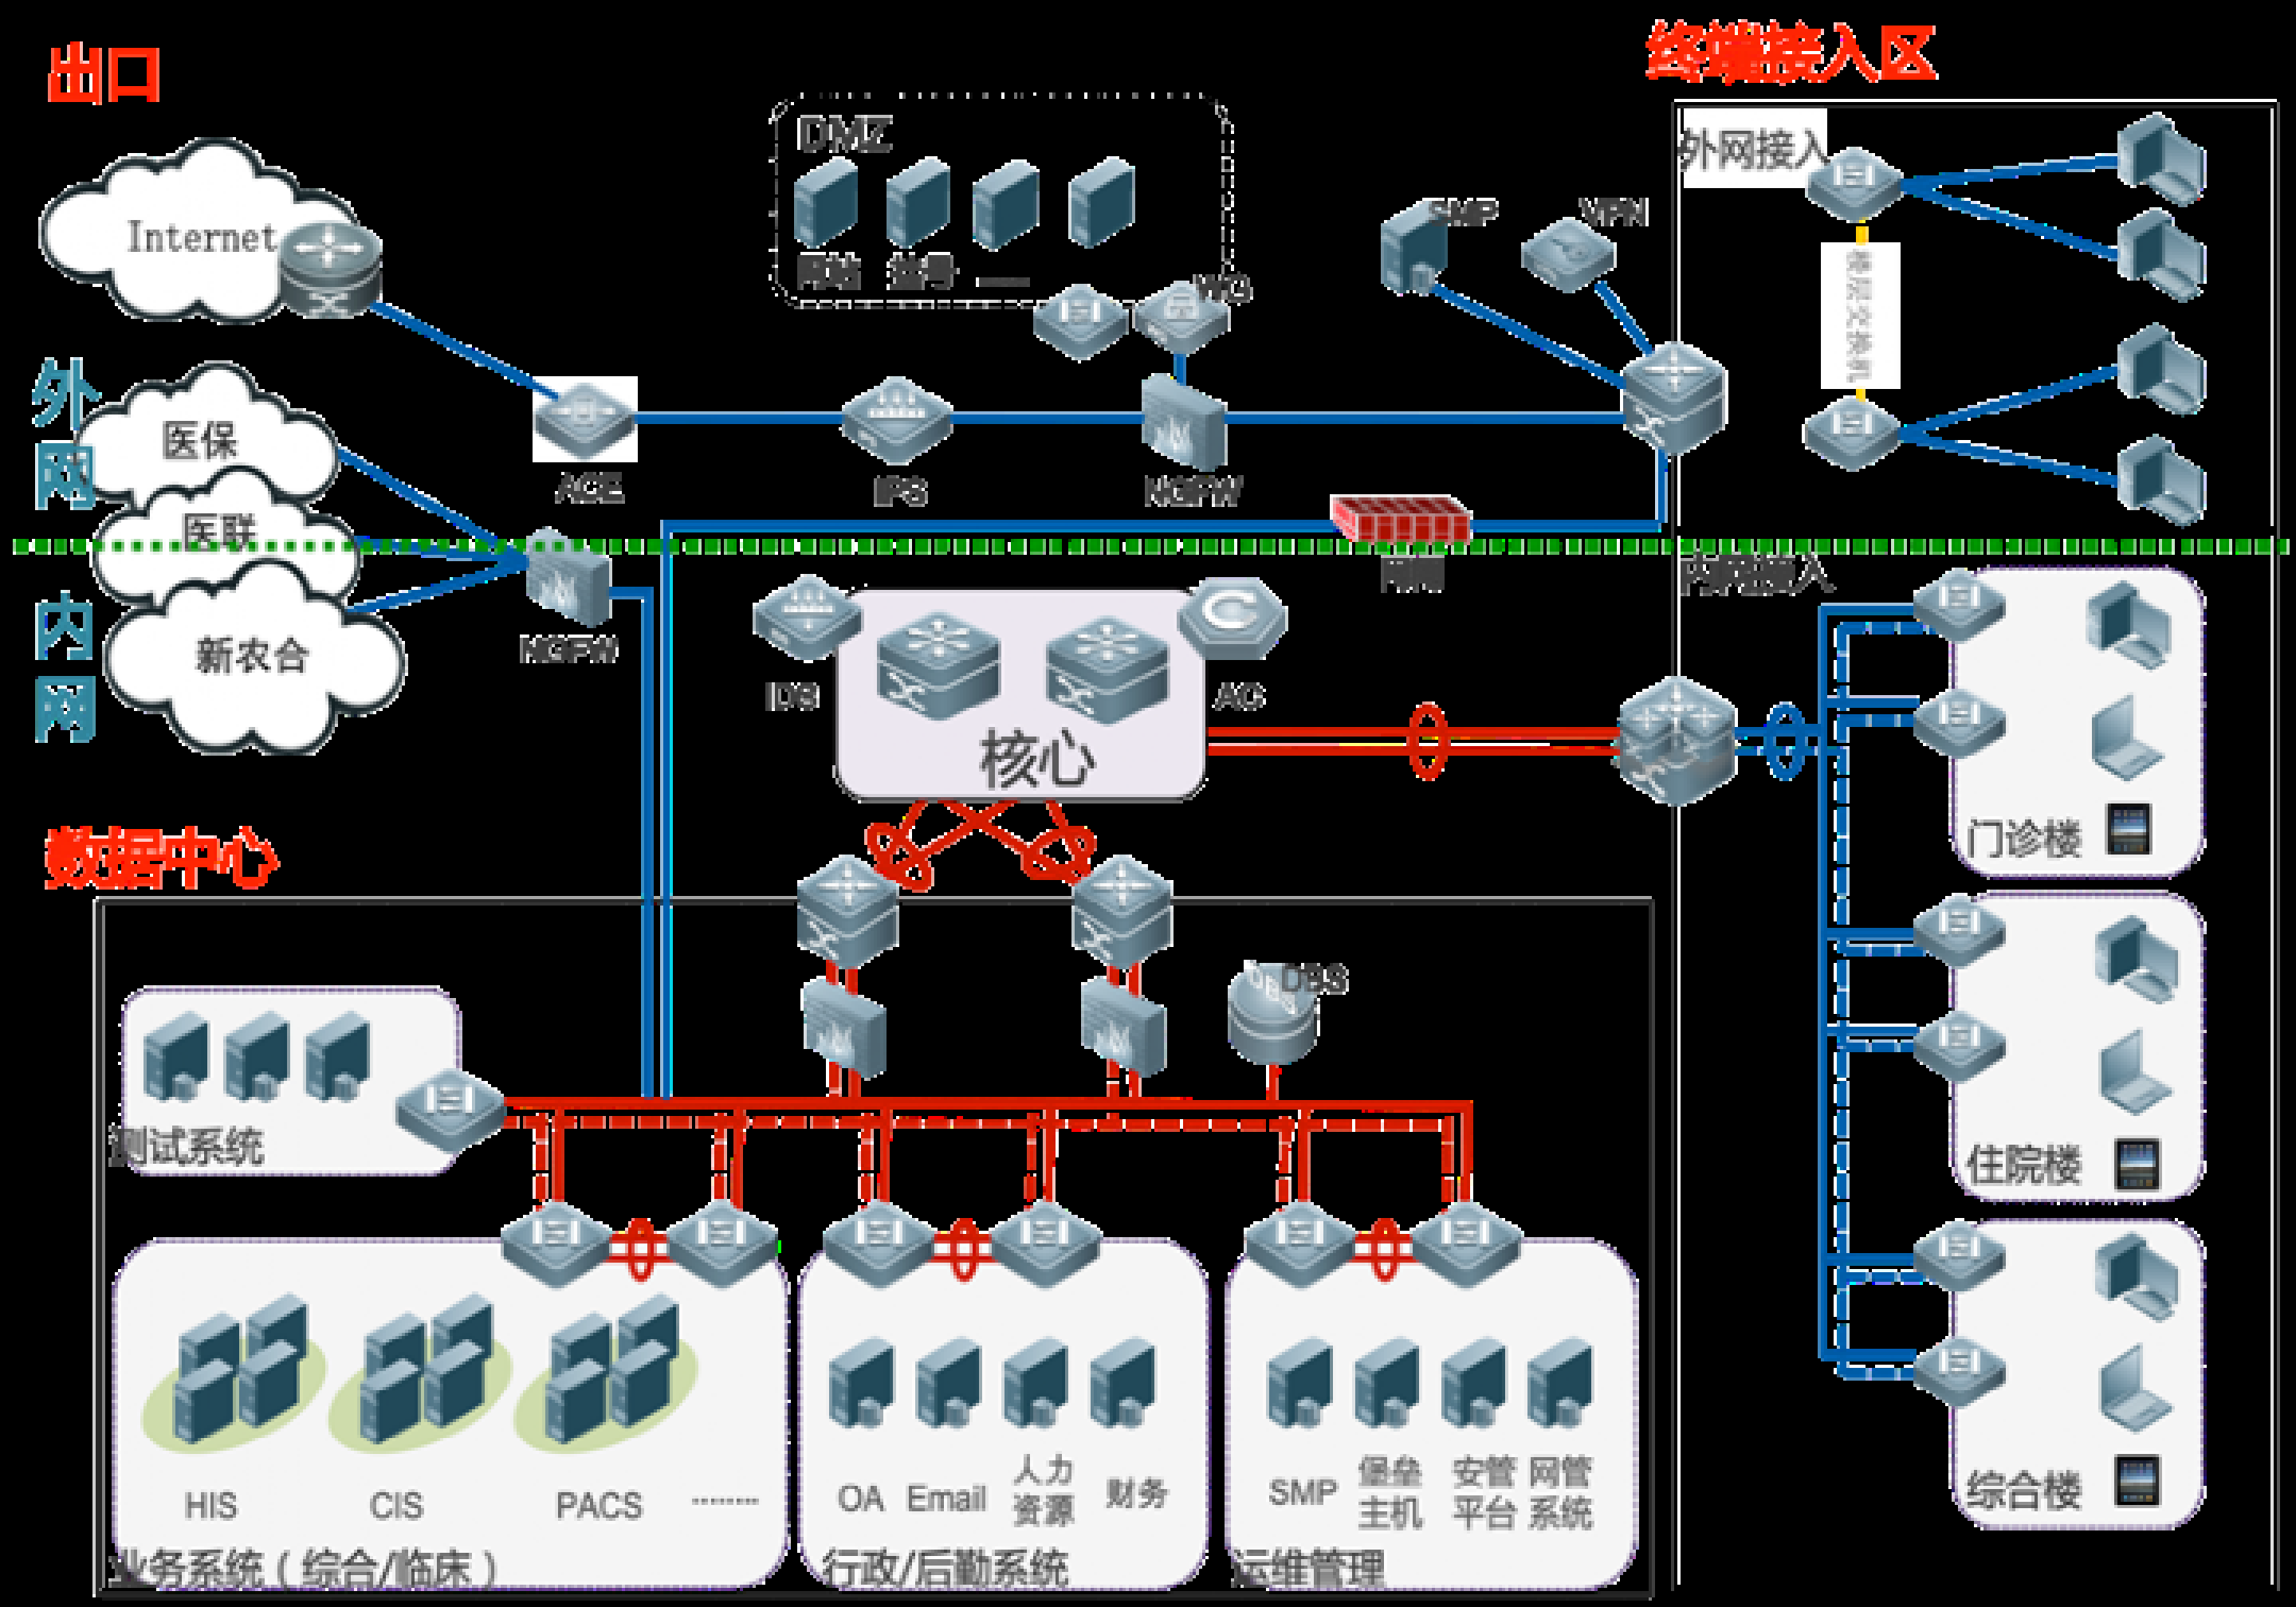 出口
终端接入区
DMZ
外网接入
SMP
VPN
Internet
网站
挂号
......
WG
楼层交换机
外网
医保
ACE
IPS
NGFW
医联
网闸
内网接入
内网
新农合
NGFW
IDS
AC
核心
数据中心
门诊楼
DBS
测试系统
住院楼
HIS
CIS
PACS
........
OA
Email
人力
资源
财务
SMP
堡垒
主机
安管
平台
网管
系统
综合楼
业务系统（综合/临床）
行政/后勤系统
运维管理